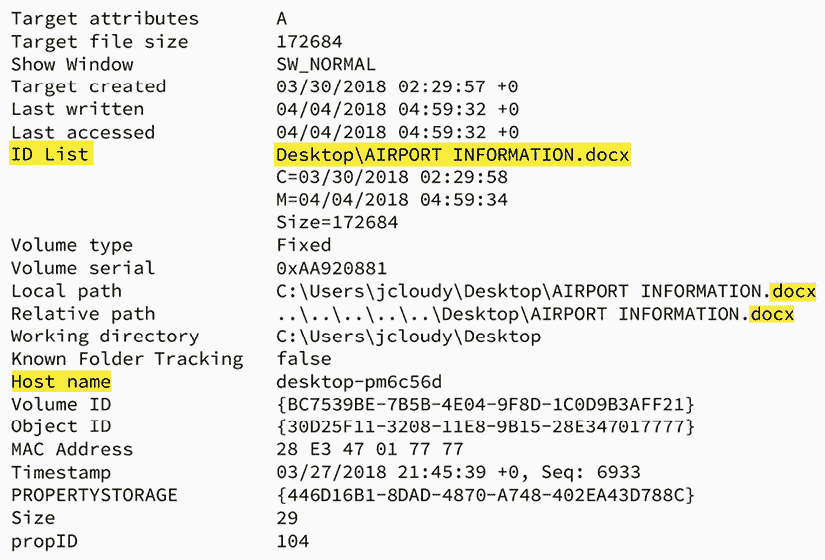 Target attributes A
Target file size 172684
Show Window SW_NORMAL
Target created 03/30/2018 02:29:57 +0
Last written 04/04/2018 04:59:32 +0
Last accessed 04/04/2018 04:59:32 +0
ID List Desktop\AIRPORT INFORMATION.docx
C=03/30/2018 02:29:58
M=04/04/2018 04:59:34
Size=172684
Volume type Fixed
Volume serial 0xAA920881
Local path C:\Users\jcloudy\Desktop\AIRPORT INFORMATION.docx
Relative path ..\..\..\..\..\Desktop\AIRPORT INFORMATION.docx
Working directory C:\Users\jcloudy\Desktop
Known Folder Tracking false
Host name desktop-pm6c56d
Volume ID {BC7539BE-7B5B-4E04-9F8D-1C0D9B3AFF21}
Object ID {30D25F11-3208-11E8-9B15-28E347017777}
MAC Address 28 E3 47 01 77 77
Timestamp 03/27/2018 21:45:39 +0, Seq: 6933
PROPERTYSTORAGE {446D16B1-8DAD-4870-A748-402EA43D788C}
Size 29
propID 104